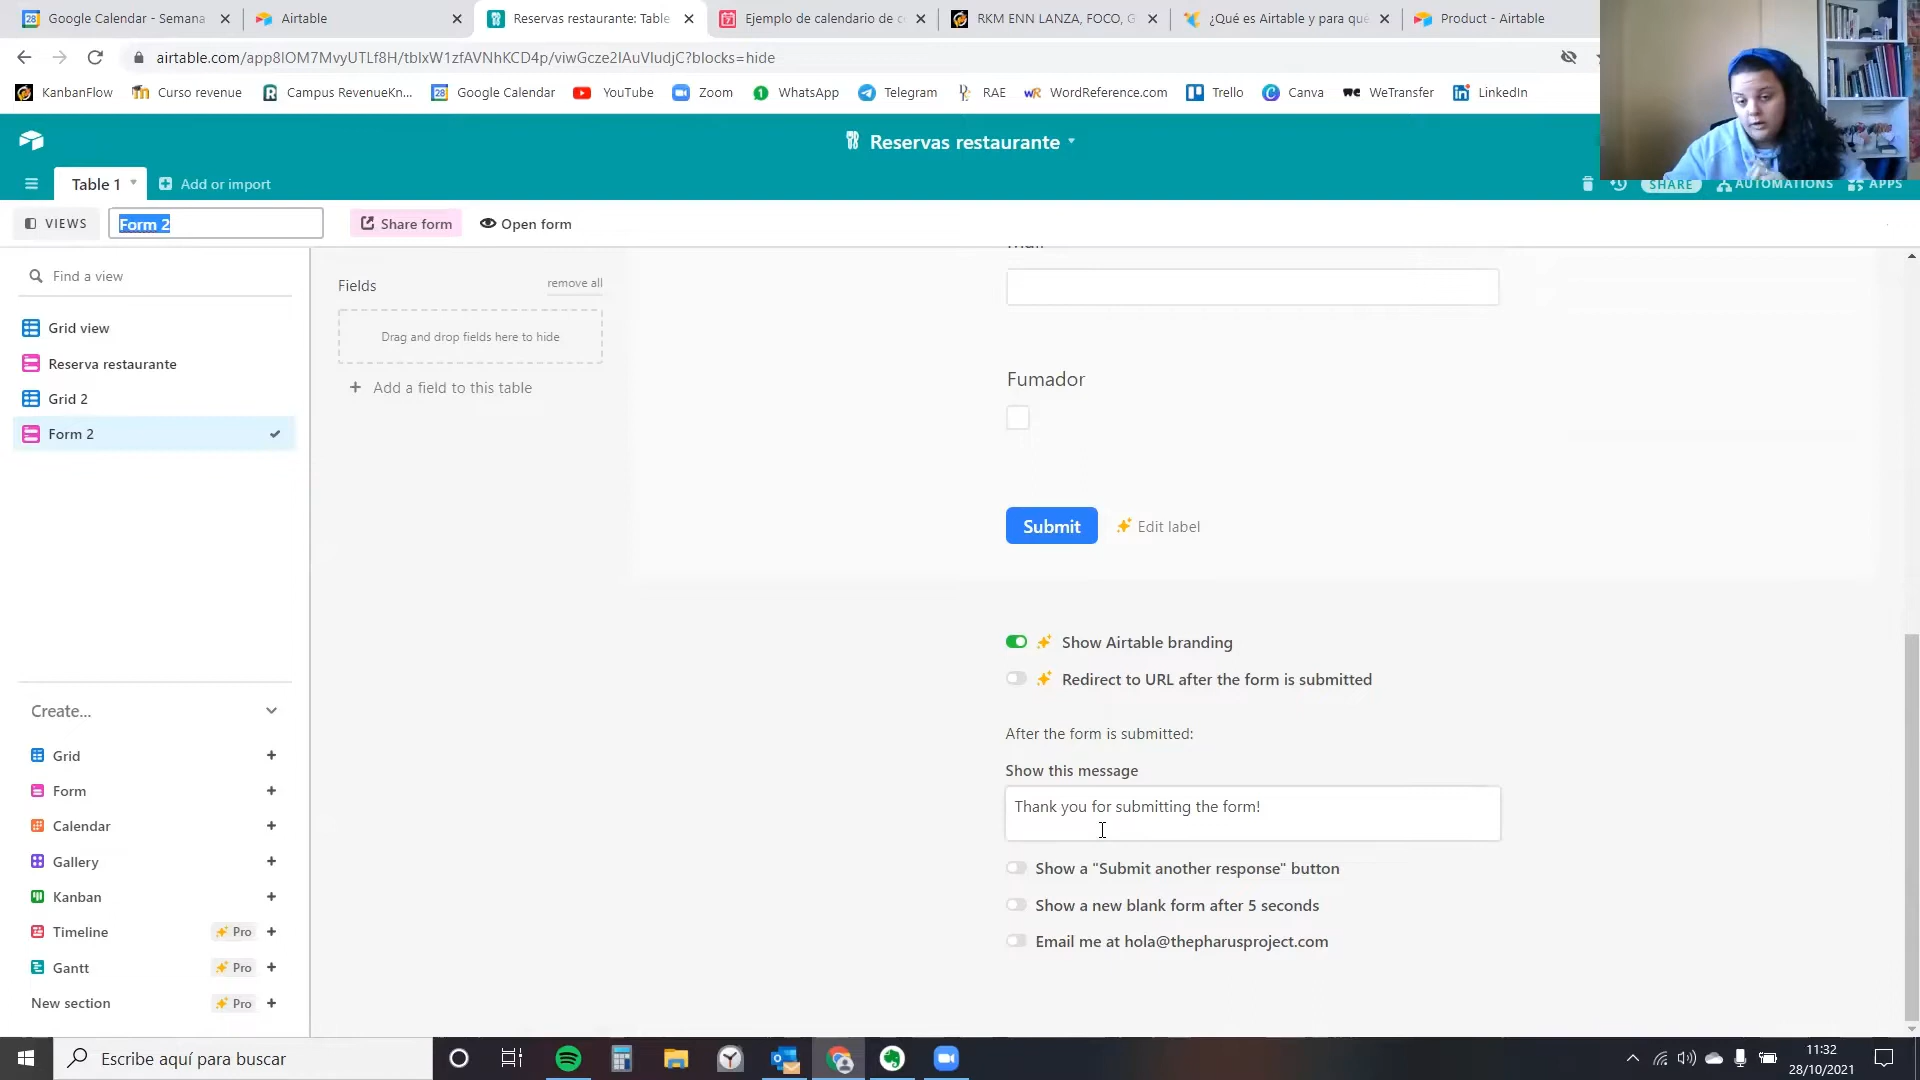 Google Calendar - Semana
Airtable
Reservas restaurante: Table
Ejemplo de calendario de c
RKM ENN LANZA, FOCO, G
¿Qué es Airtable y para qué
Product - Airtable
airtable.com/app8IOM7MvyUTLf8H/tblxW1zfAVNhKCD4p/viwGcze2IAuVludjC?blocks=hide
KanbanFlow
Curso revenue
Campus RevenueKn...
Google Calendar
YouTube
Zoom
WhatsApp
Telegram
RAE
WordReference.com
Trello
Canva
WeTransfer
LinkedIn
Reservas restaurante
Table 1
Add or import
SHARE
AUTOMATIONS
APPS
VIEWS
Form 2
Share form
Open form
Find a view
Grid view
Reserva restaurante
Grid 2
Form 2
Create...
Grid
Form
Calendar
Gallery
Kanban
Timeline Pro
Gantt Pro
New section Pro
Fields
remove all
Drag and drop fields here to hide
Add a field to this table
Fumador
Submit
Edit label
Show Airtable branding
Redirect to URL after the form is submitted
After the form is submitted:
Show this message
Thank you for submitting the form!
Show a "Submit another response" button
Show a new blank form after 5 seconds
Email me at hola@thepharusproject.com
Escribe aquí para buscar
11:32
28/10/2021